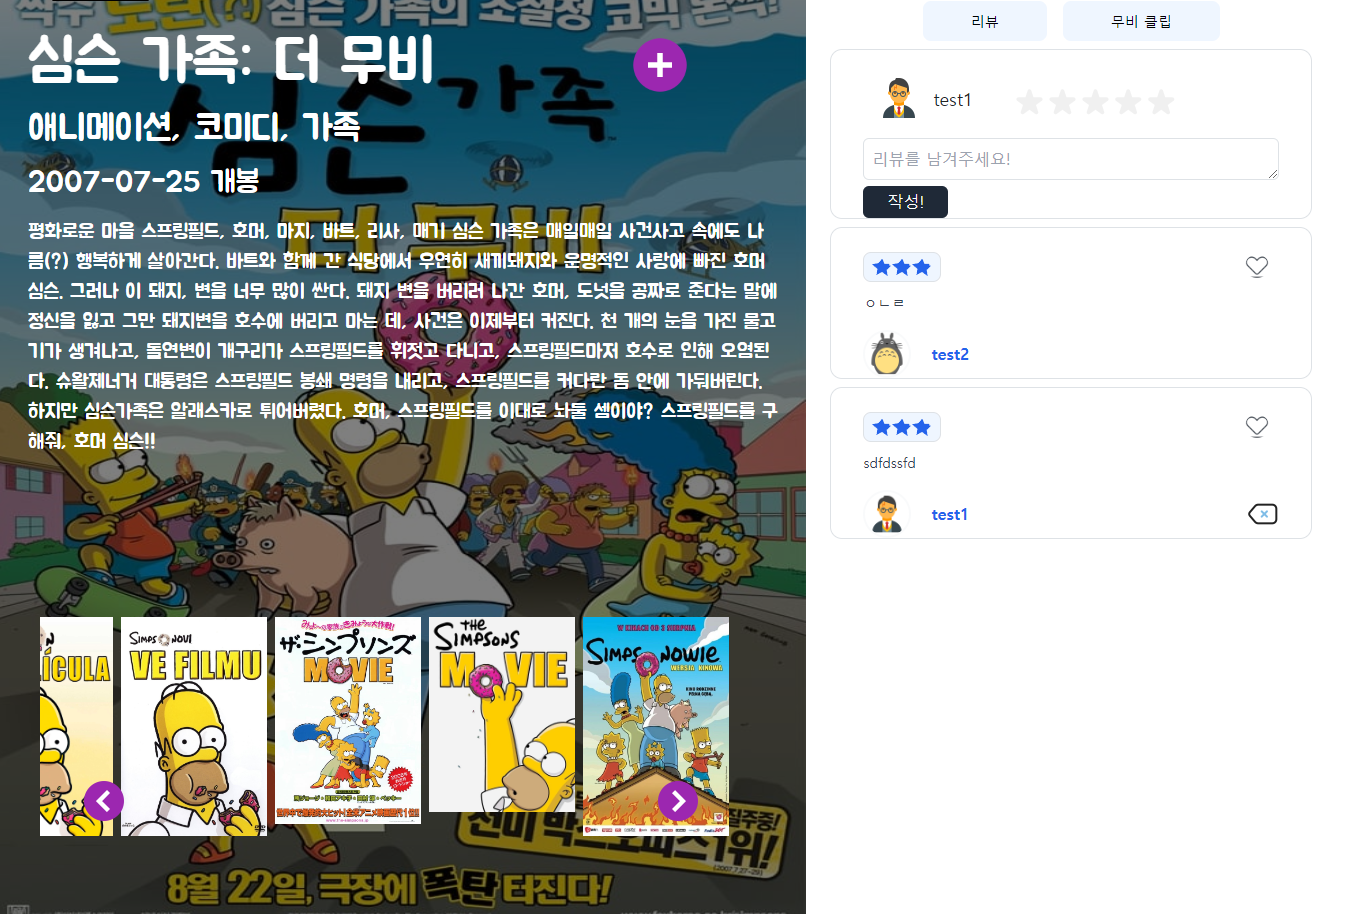 심슨 가족: 더 무비
애니메이션, 코미디, 가족
2007-07-25 개봉
평화로운 마을 스프링필드, 호머, 마지, 바트, 리사, 매기 심슨 가족은 매일매일 사건사고 속에도 나
름(?) 행복하게 살아간다. 바트와 함께 간 식당에서 우연히 새끼돼지와 운명적인 사랑에 빠진 호머
심슨. 그러나 이 돼지, 변을 너무 많이 싼다. 돼지 변을 버리러 나간 호머, 도넛을 공짜로 준다는 말에
정신을 잃고 그만 돼지변을 호수에 버리고 마는 데, 사건은 이제부터 커진다. 천 개의 눈을 가진 물고
기가 생겨나고, 돌연변이 개구리가 스프링필드를 휘젓고 다니고, 스프링필드마저 호수로 인해 오염된
다. 슈왈제너거 대통령은 스프링필드 봉쇄 명령을 내리고, 스프링필드를 커다란 돔 안에 가둬버린다.
하지만 심슨가족은 알래스카로 튀어버렸다. 호머, 스프링필드를 이대로 놔둘 셈이야? 스프링필드를 구
해줘, 호머 심슨!!
심슨 가족
더 무비
ÍCULA
SIMPSONOVI
VE FILMU
ザ・シンプソンズ
MOVIE
THE SIMPSONS
MOVIE
W KINACH OD 3 SIERPNIA
SIMPSONOWIE
WERSJA KINOWA
8월 22일, 극장에 폭탄 터진다!
리뷰
무비 클립
test1
리뷰를 남겨주세요!
작성!
ㅇㄴㄹ
test2
sdfdssfd
test1